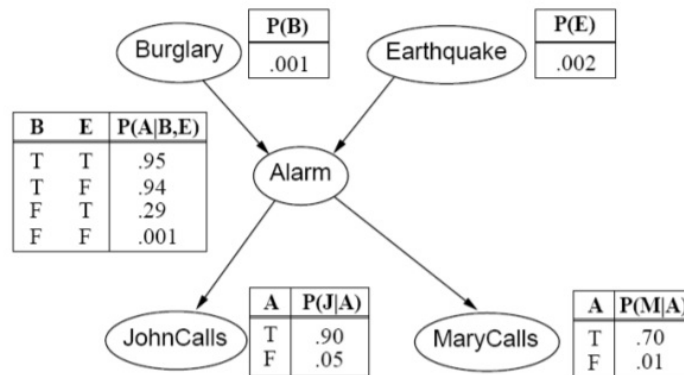 Burglary
P(B)
.001
Earthquake
P(E)
.002
B E P(A|B,E)
T T .95
T F .94
F T .29
F F .001
Alarm
JohnCalls
A P(J|A)
T .90
F .05
MaryCalls
A P(M|A)
T .70
F .01